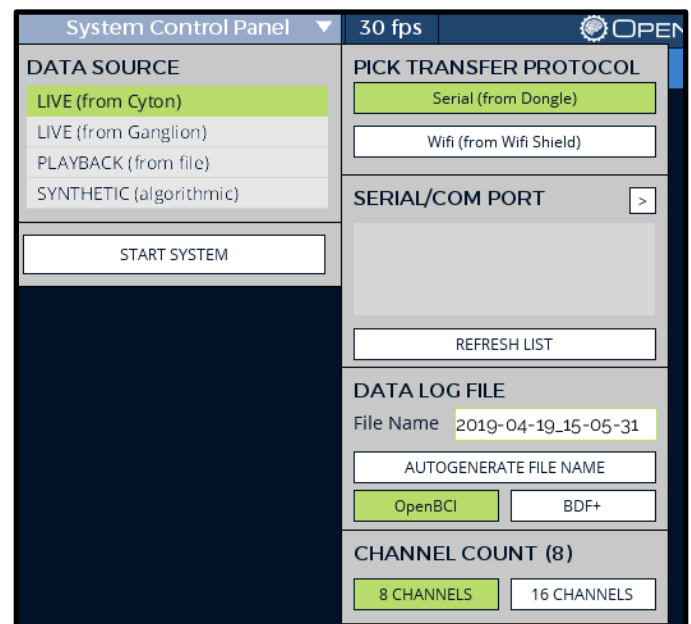 System Control Panel ▼
30 fps
OPEN
DATA SOURCE
LIVE (from Cyton)
LIVE (from Ganglion)
PLAYBACK (from file)
SYNTHETIC (algorithmic)
START SYSTEM
PICK TRANSFER PROTOCOL
Serial (from Dongle)
Wifi (from Wifi Shield)
SERIAL/COM PORT >
REFRESH LIST
DATA LOG FILE
File Name 2019-04-19_15-05-31
AUTOGENERATE FILE NAME
OpenBCI BDF+
CHANNEL COUNT (8)
8 CHANNELS 16 CHANNELS